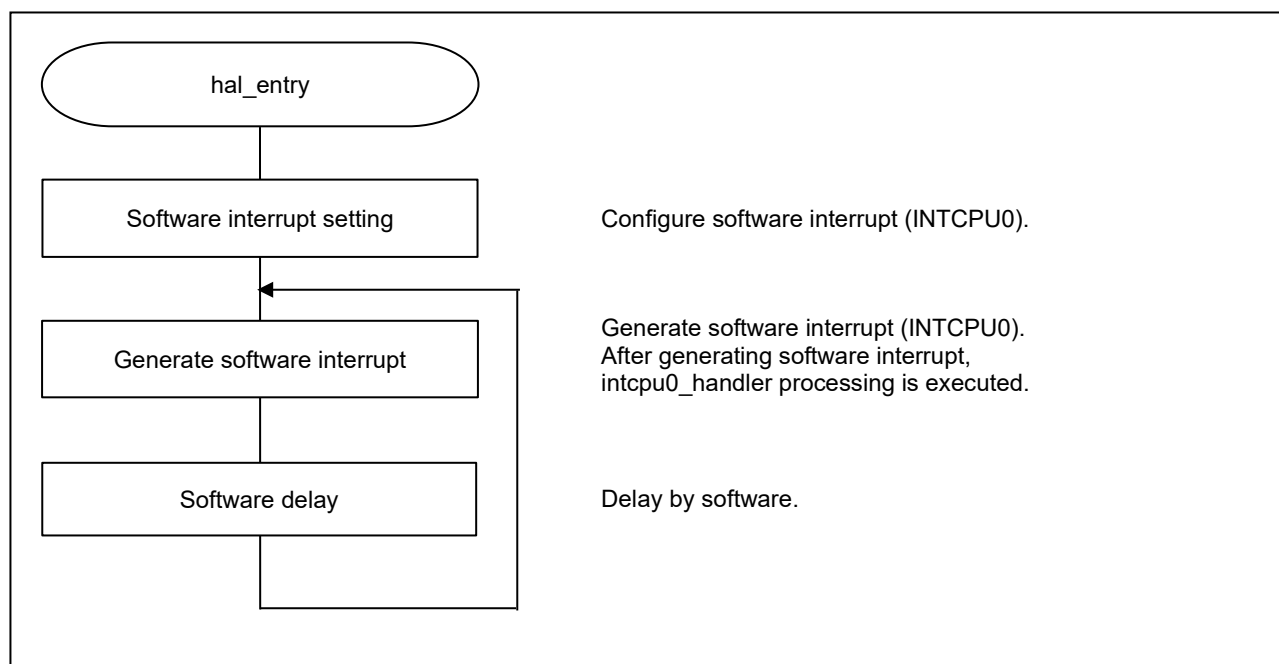 hal_entry
Software interrupt setting
Configure software interrupt (INTCPU0).
Generate software interrupt
Generate software interrupt (INTCPU0).
After generating software interrupt,
intcpu0_handler processing is executed.
Software delay
Delay by software.